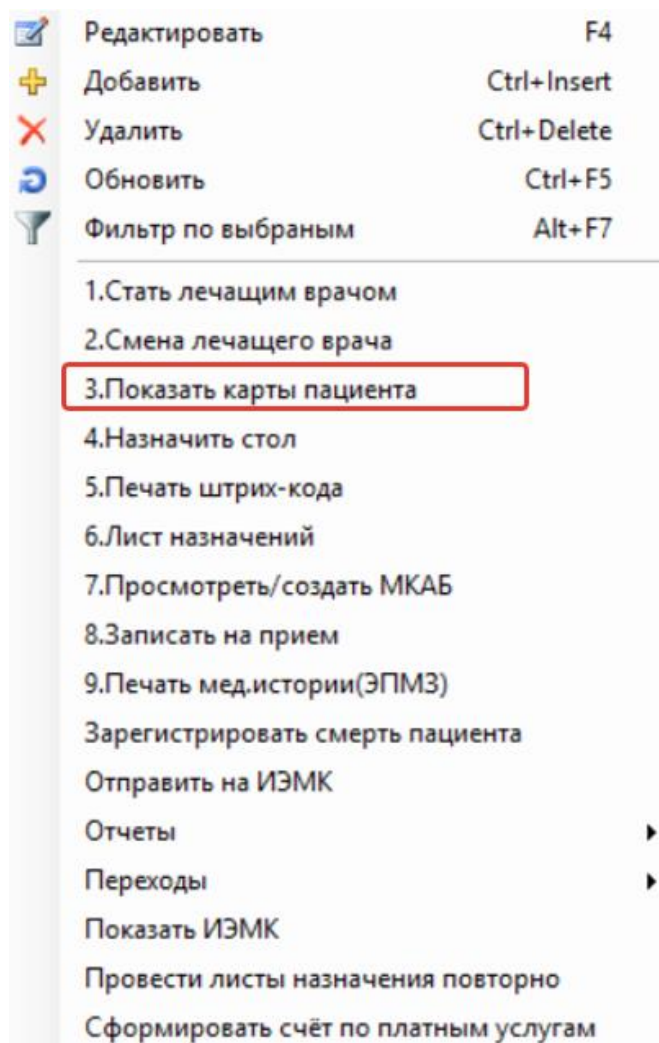 Редактировать F4
Добавить Ctrl+Insert
Удалить Ctrl+Delete
Обновить Ctrl+F5
Фильтр по выбраным Alt+F7
1.Стать лечащим врачом
2.Смена лечащего врача
3.Показать карты пациента
4.Назначить стол
5.Печать штрих-кода
6.Лист назначений
7.Просмотреть/создать МКАБ
8.Записать на прием
9.Печать мед.истории(ЭПМЗ)
Зарегистрировать смерть пациента
Отправить на ИЭМК
Отчеты
Переходы
Показать ИЭМК
Провести листы назначения повторно
Сформировать счёт по платным услугам